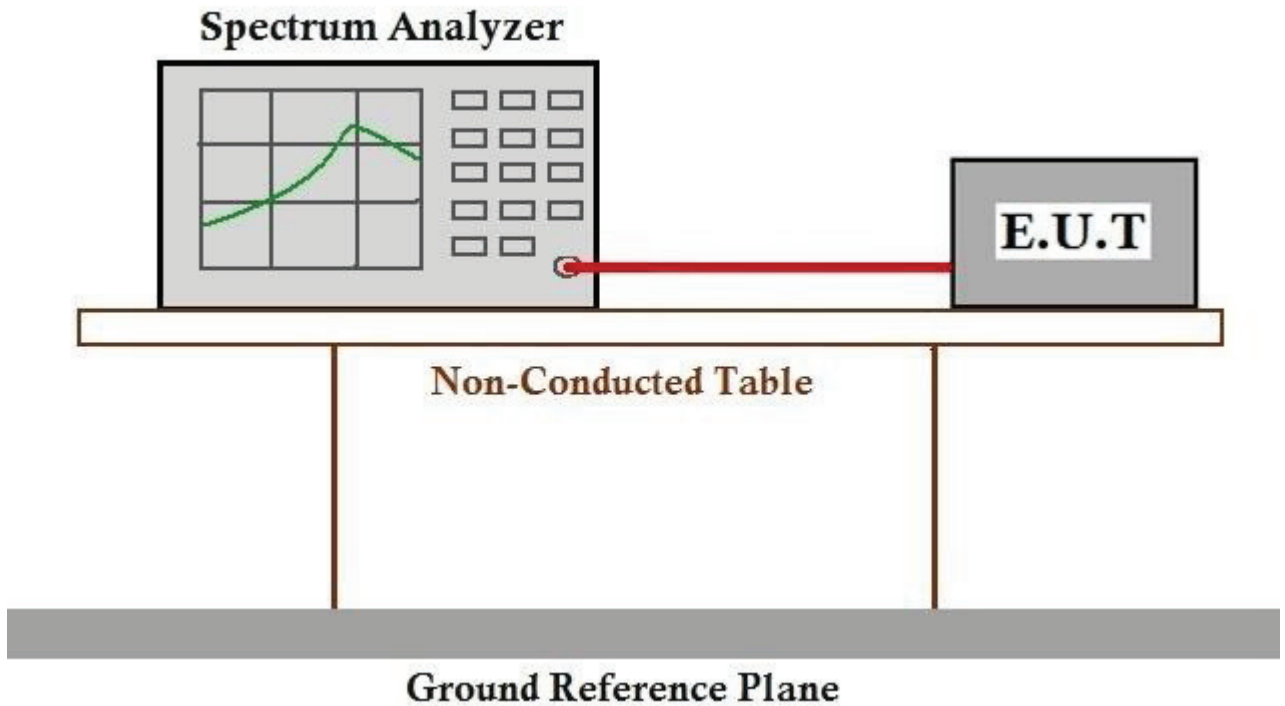 Spectrum Analyzer
E.U.T
Non-Conducted Table
Ground Reference Plane